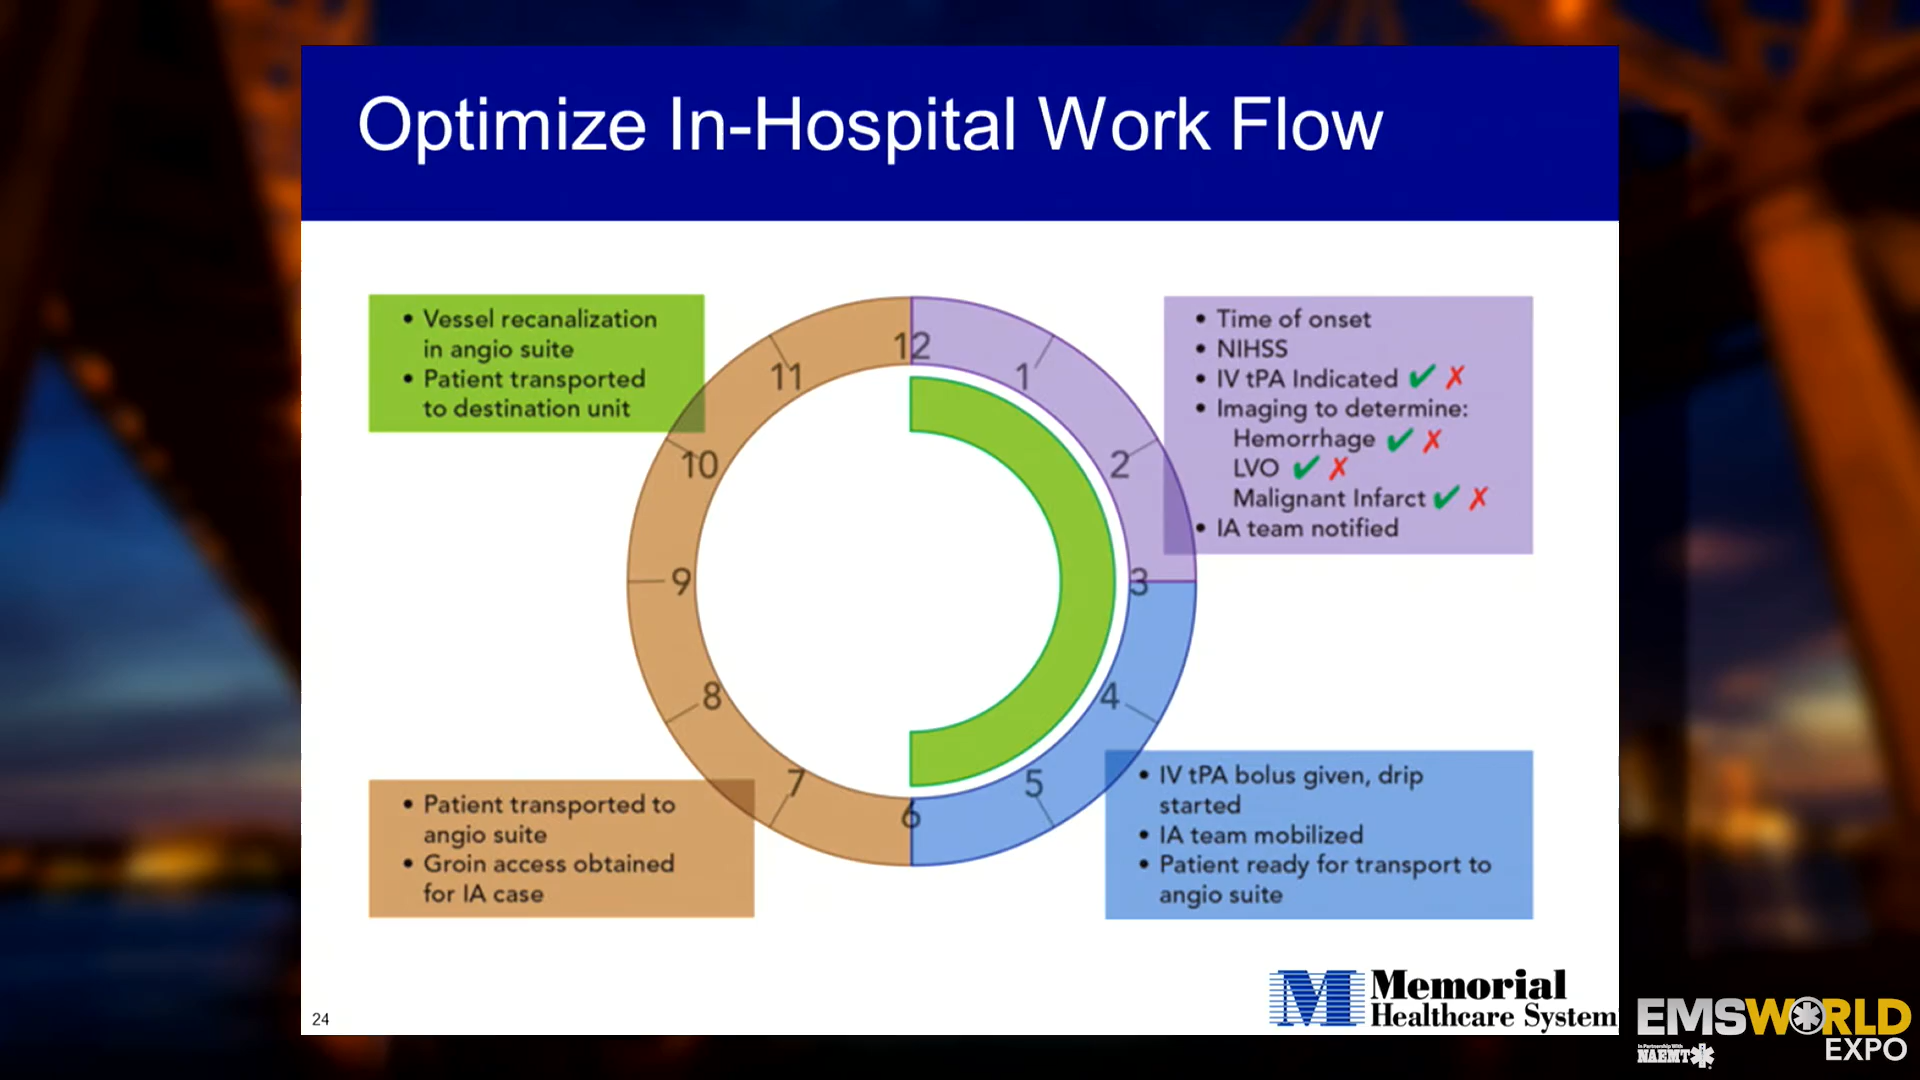 Optimize In-Hospital Work Flow
• Vessel recanalization
in angio suite
• Patient transported
to destination unit
12
1
2
3
4
5
6
7
8
9
10
11
• Time of onset
• NIHSS
• IV tPA Indicated ✔ ✗
• Imaging to determine:
Hemorrhage ✔ ✗
LVO ✔ ✗
Malignant Infarct ✔ ✗
• IA team notified
• Patient transported to
angio suite
• Groin access obtained
for IA case
• IV tPA bolus given, drip
started
• IA team mobilized
• Patient ready for transport to
angio suite
M Memorial
Healthcare System
24
EMSWORLD
EXPO
In Partnership With
NAEMT